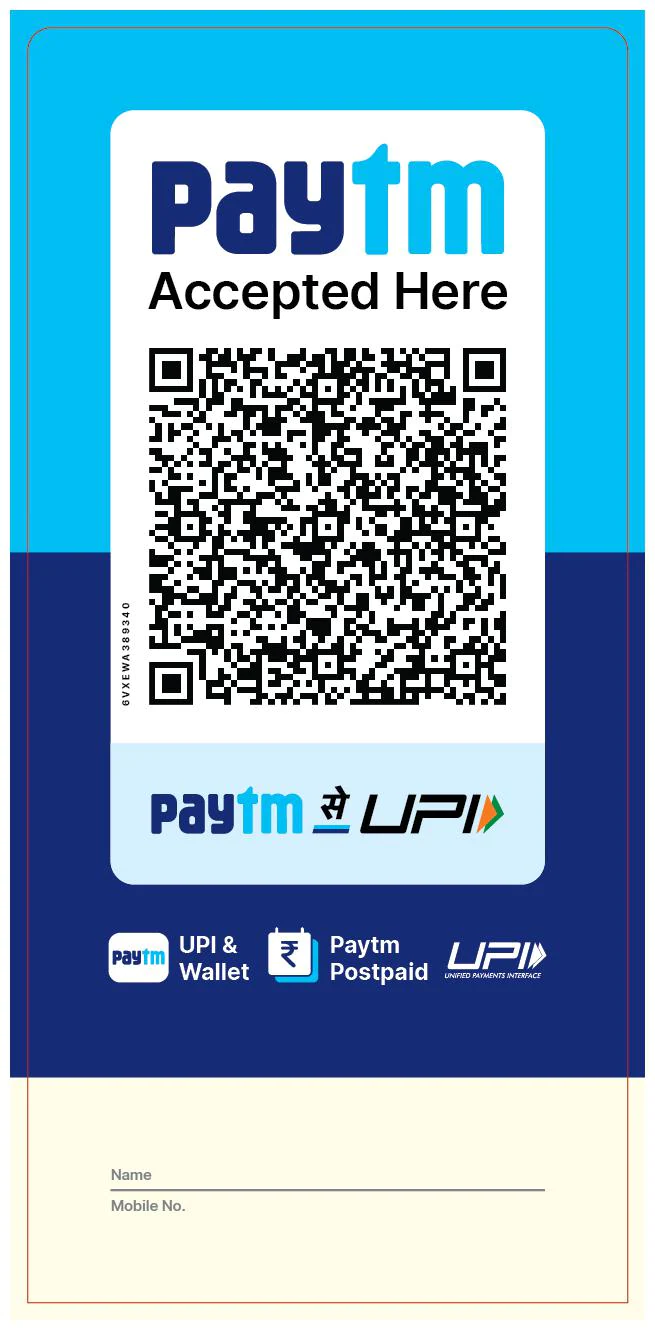 paytm
Accepted Here
6VXEWA389340
paytm से UPI
paytm
UPI &
Wallet
₹
Paytm
Postpaid
UPI
UNIFIED PAYMENTS INTERFACE
Name
Mobile No.